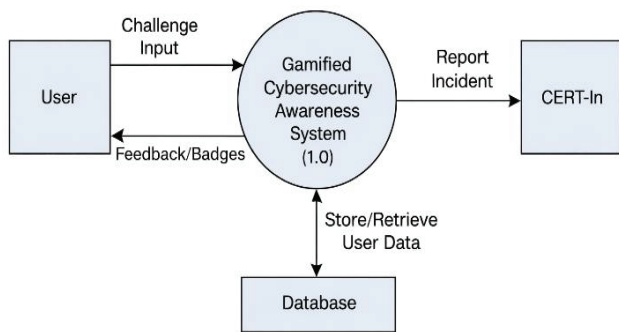 Challenge
Input
User
Feedback/Badges
Gamified
Cybersecurity
Awareness
System
(1.0)
Report
Incident
CERT-In
Store/Retrieve
User Data
Database